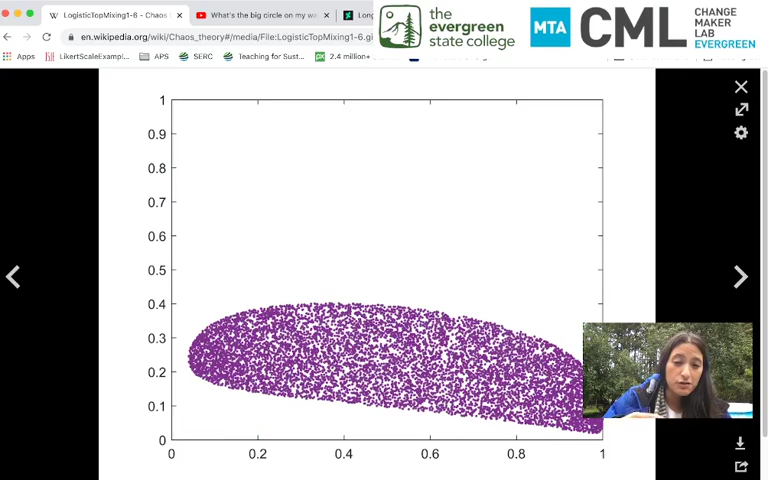 LogisticTopMixing1-6 - Chaos
What's the big circle on my wa
Long
en.wikipedia.org/wiki/Chaos_theory#/media/File:LogisticTopMixing1-6.gi
Apps
LikertScaleExampl...
APS
SERC
Teaching for Sust...
2.4 million+
the
evergreen
state college
MTA
CML
CHANGE
MAKER
LAB
EVERGREEN
1
0.9
0.8
0.7
0.6
0.5
0.4
0.3
0.2
0.1
0
0 0.2 0.4 0.6 0.8 1